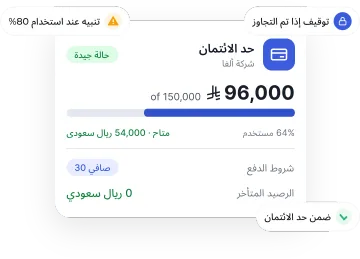 توقيف إذا تم التجاوز
تنبيه عند استخدام 80%
حد الائتمان
شركة ألفا
حالة جيدة
96,000 of 150,000
64% مستخدم
متاح · 54,000 ريال سعودي
شروط الدفع
صافي 30
الرصيد المتأخر
0 ريال سعودي
ضمن حد الائتمان